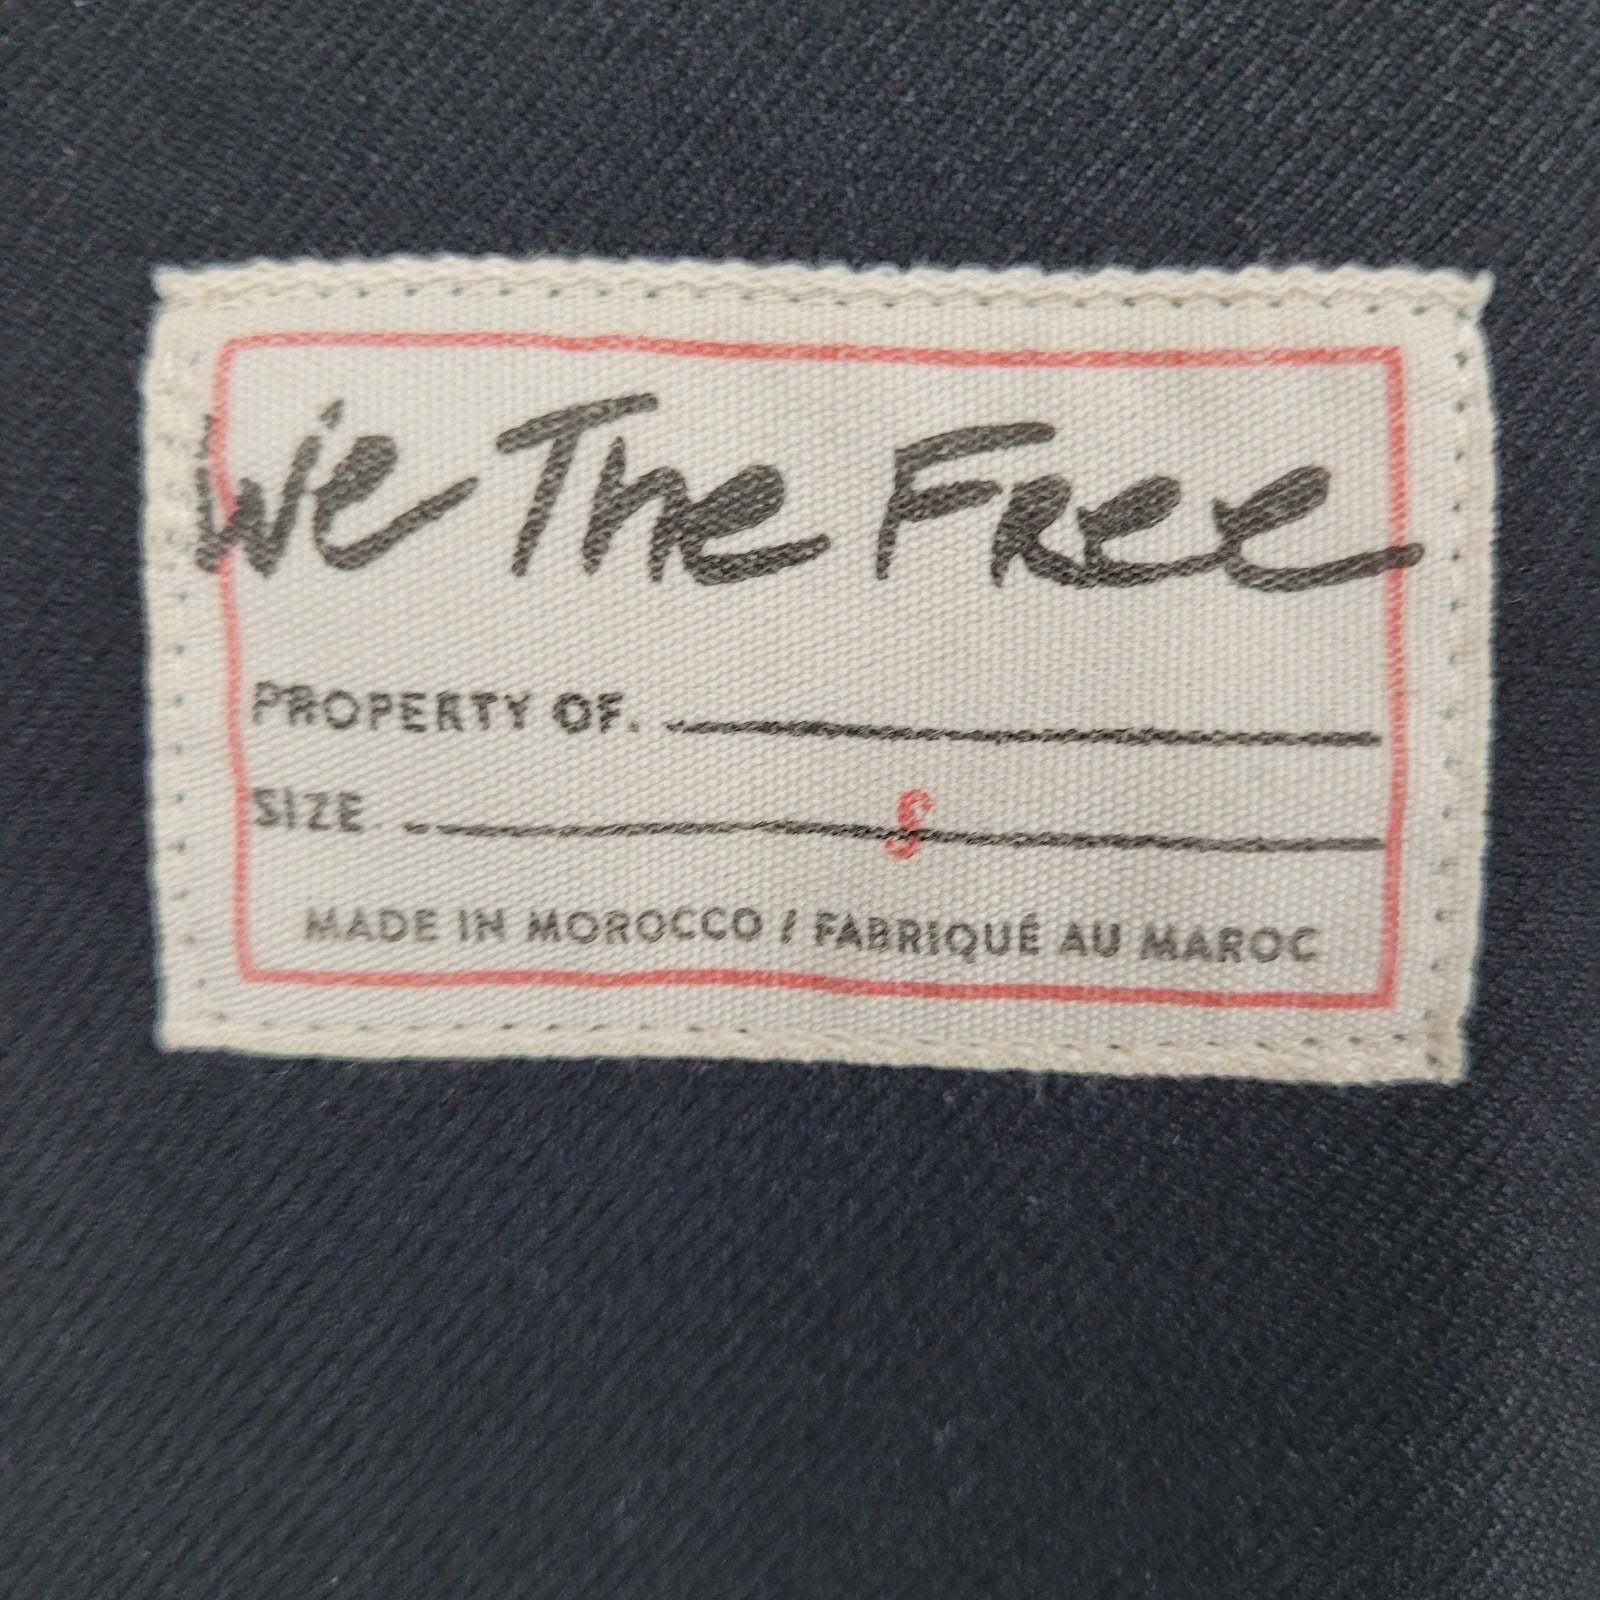 We The Free
PROPERTY OF.
SIZE S
MADE IN MOROCCO / FABRIQUÉ AU MAROC